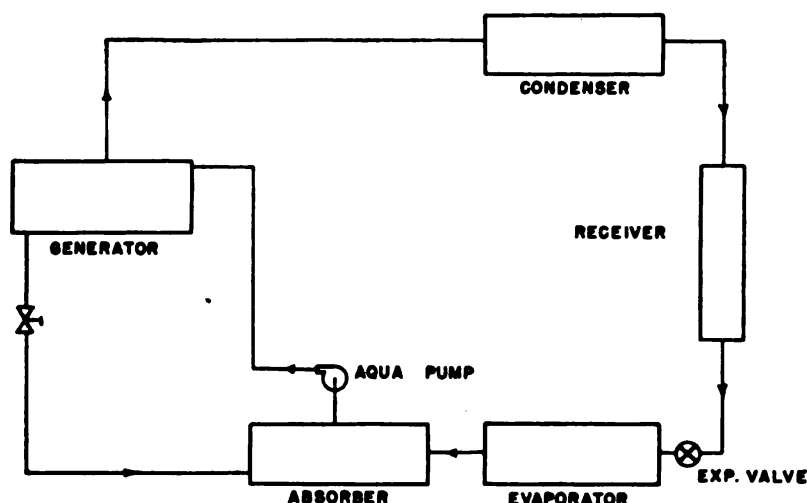 CONDENSER
GENERATOR
RECEIVER
AQUA PUMP
EXP. VALVE
ABSORBER
EVAPORATOR